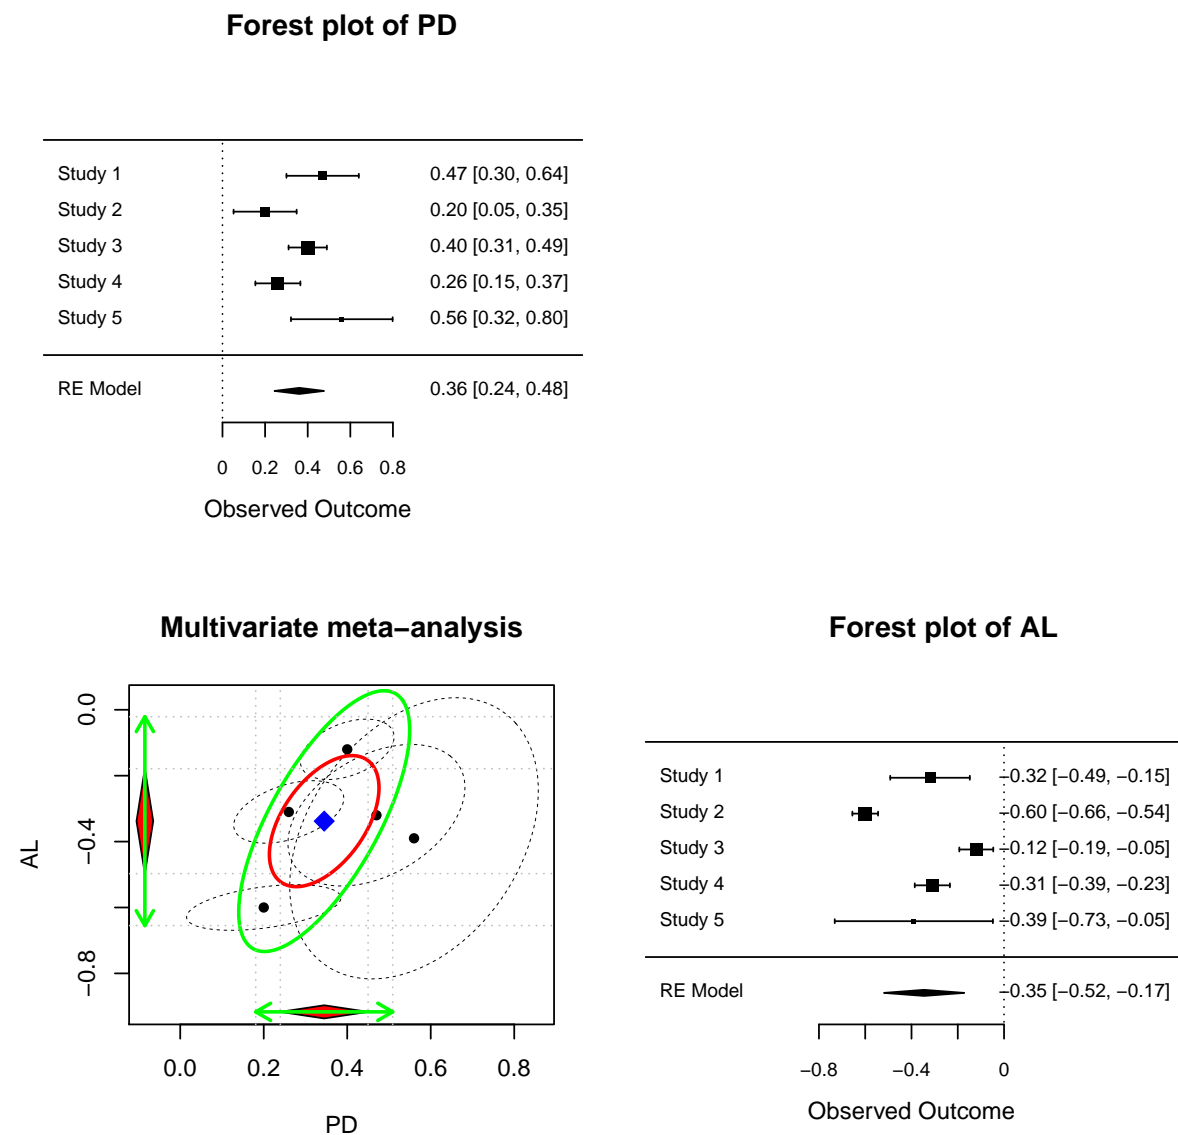 Forest plot of PD
Study 1 0.47 [0.30, 0.64]
Study 2 0.20 [0.05, 0.35]
Study 3 0.40 [0.31, 0.49]
Study 4 0.26 [0.15, 0.37]
Study 5 0.56 [0.32, 0.80]
RE Model 0.36 [0.24, 0.48]
0 0.2 0.4 0.6 0.8
Observed Outcome
Multivariate meta−analysis
0.0
−0.4
−0.8
AL
0.0 0.2 0.4 0.6 0.8
PD
Forest plot of AL
Study 1 −0.32 [−0.49, −0.15]
Study 2 −0.60 [−0.66, −0.54]
Study 3 −0.12 [−0.19, −0.05]
Study 4 −0.31 [−0.39, −0.23]
Study 5 −0.39 [−0.73, −0.05]
RE Model −0.35 [−0.52, −0.17]
−0.8 −0.4 0
Observed Outcome